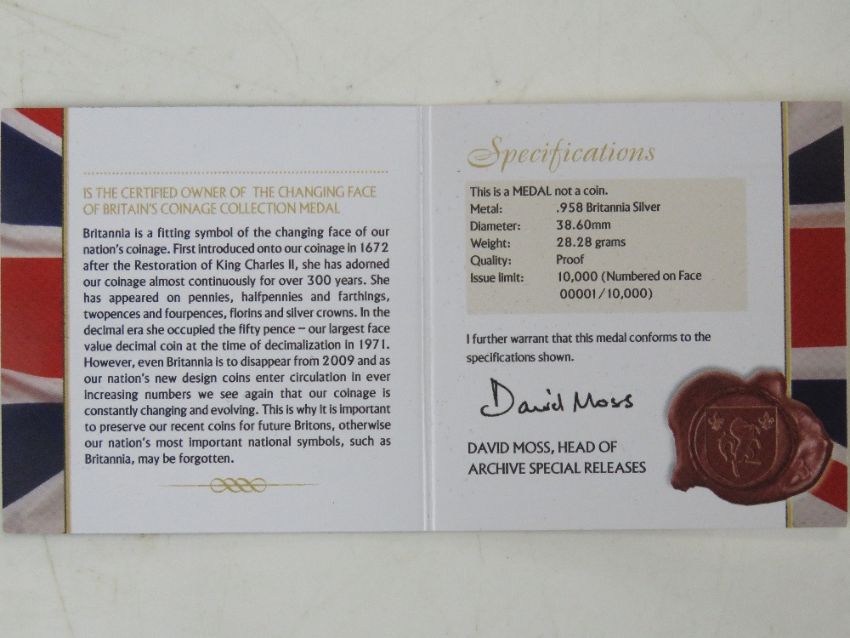 IS THE CERTIFIED OWNER OF THE CHANGING FACE
OF BRITAIN'S COINAGE COLLECTION MEDAL
Britannia is a fitting symbol of the changing face of our
nation's coinage. First introduced onto our coinage in 1672
after the Restoration of King Charles II, she has adorned
our coinage almost continuously for over 300 years. She
has appeared on pennies, halfpennies and farthings,
twopences and fourpences, florins and silver crowns. In the
decimal era she occupied the fifty pence – our largest face
value decimal coin at the time of decimalization in 1971.
However, even Britannia is to disappear from 2009 and as
our nation's new design coins enter circulation in ever
increasing numbers we see again that our coinage is
constantly changing and evolving. This is why it is important
to preserve our recent coins for future Britons, otherwise
our nation's most important national symbols, such as
Britannia, may be forgotten.
Specifications
This is a MEDAL not a coin.
Metal: .958 Britannia Silver
Diameter: 38.60mm
Weight: 28.28 grams
Quality: Proof
Issue limit: 10,000 (Numbered on Face
00001/10,000)
I further warrant that this medal conforms to the
specifications shown.
David Moss
DAVID MOSS, HEAD OF
ARCHIVE SPECIAL RELEASES